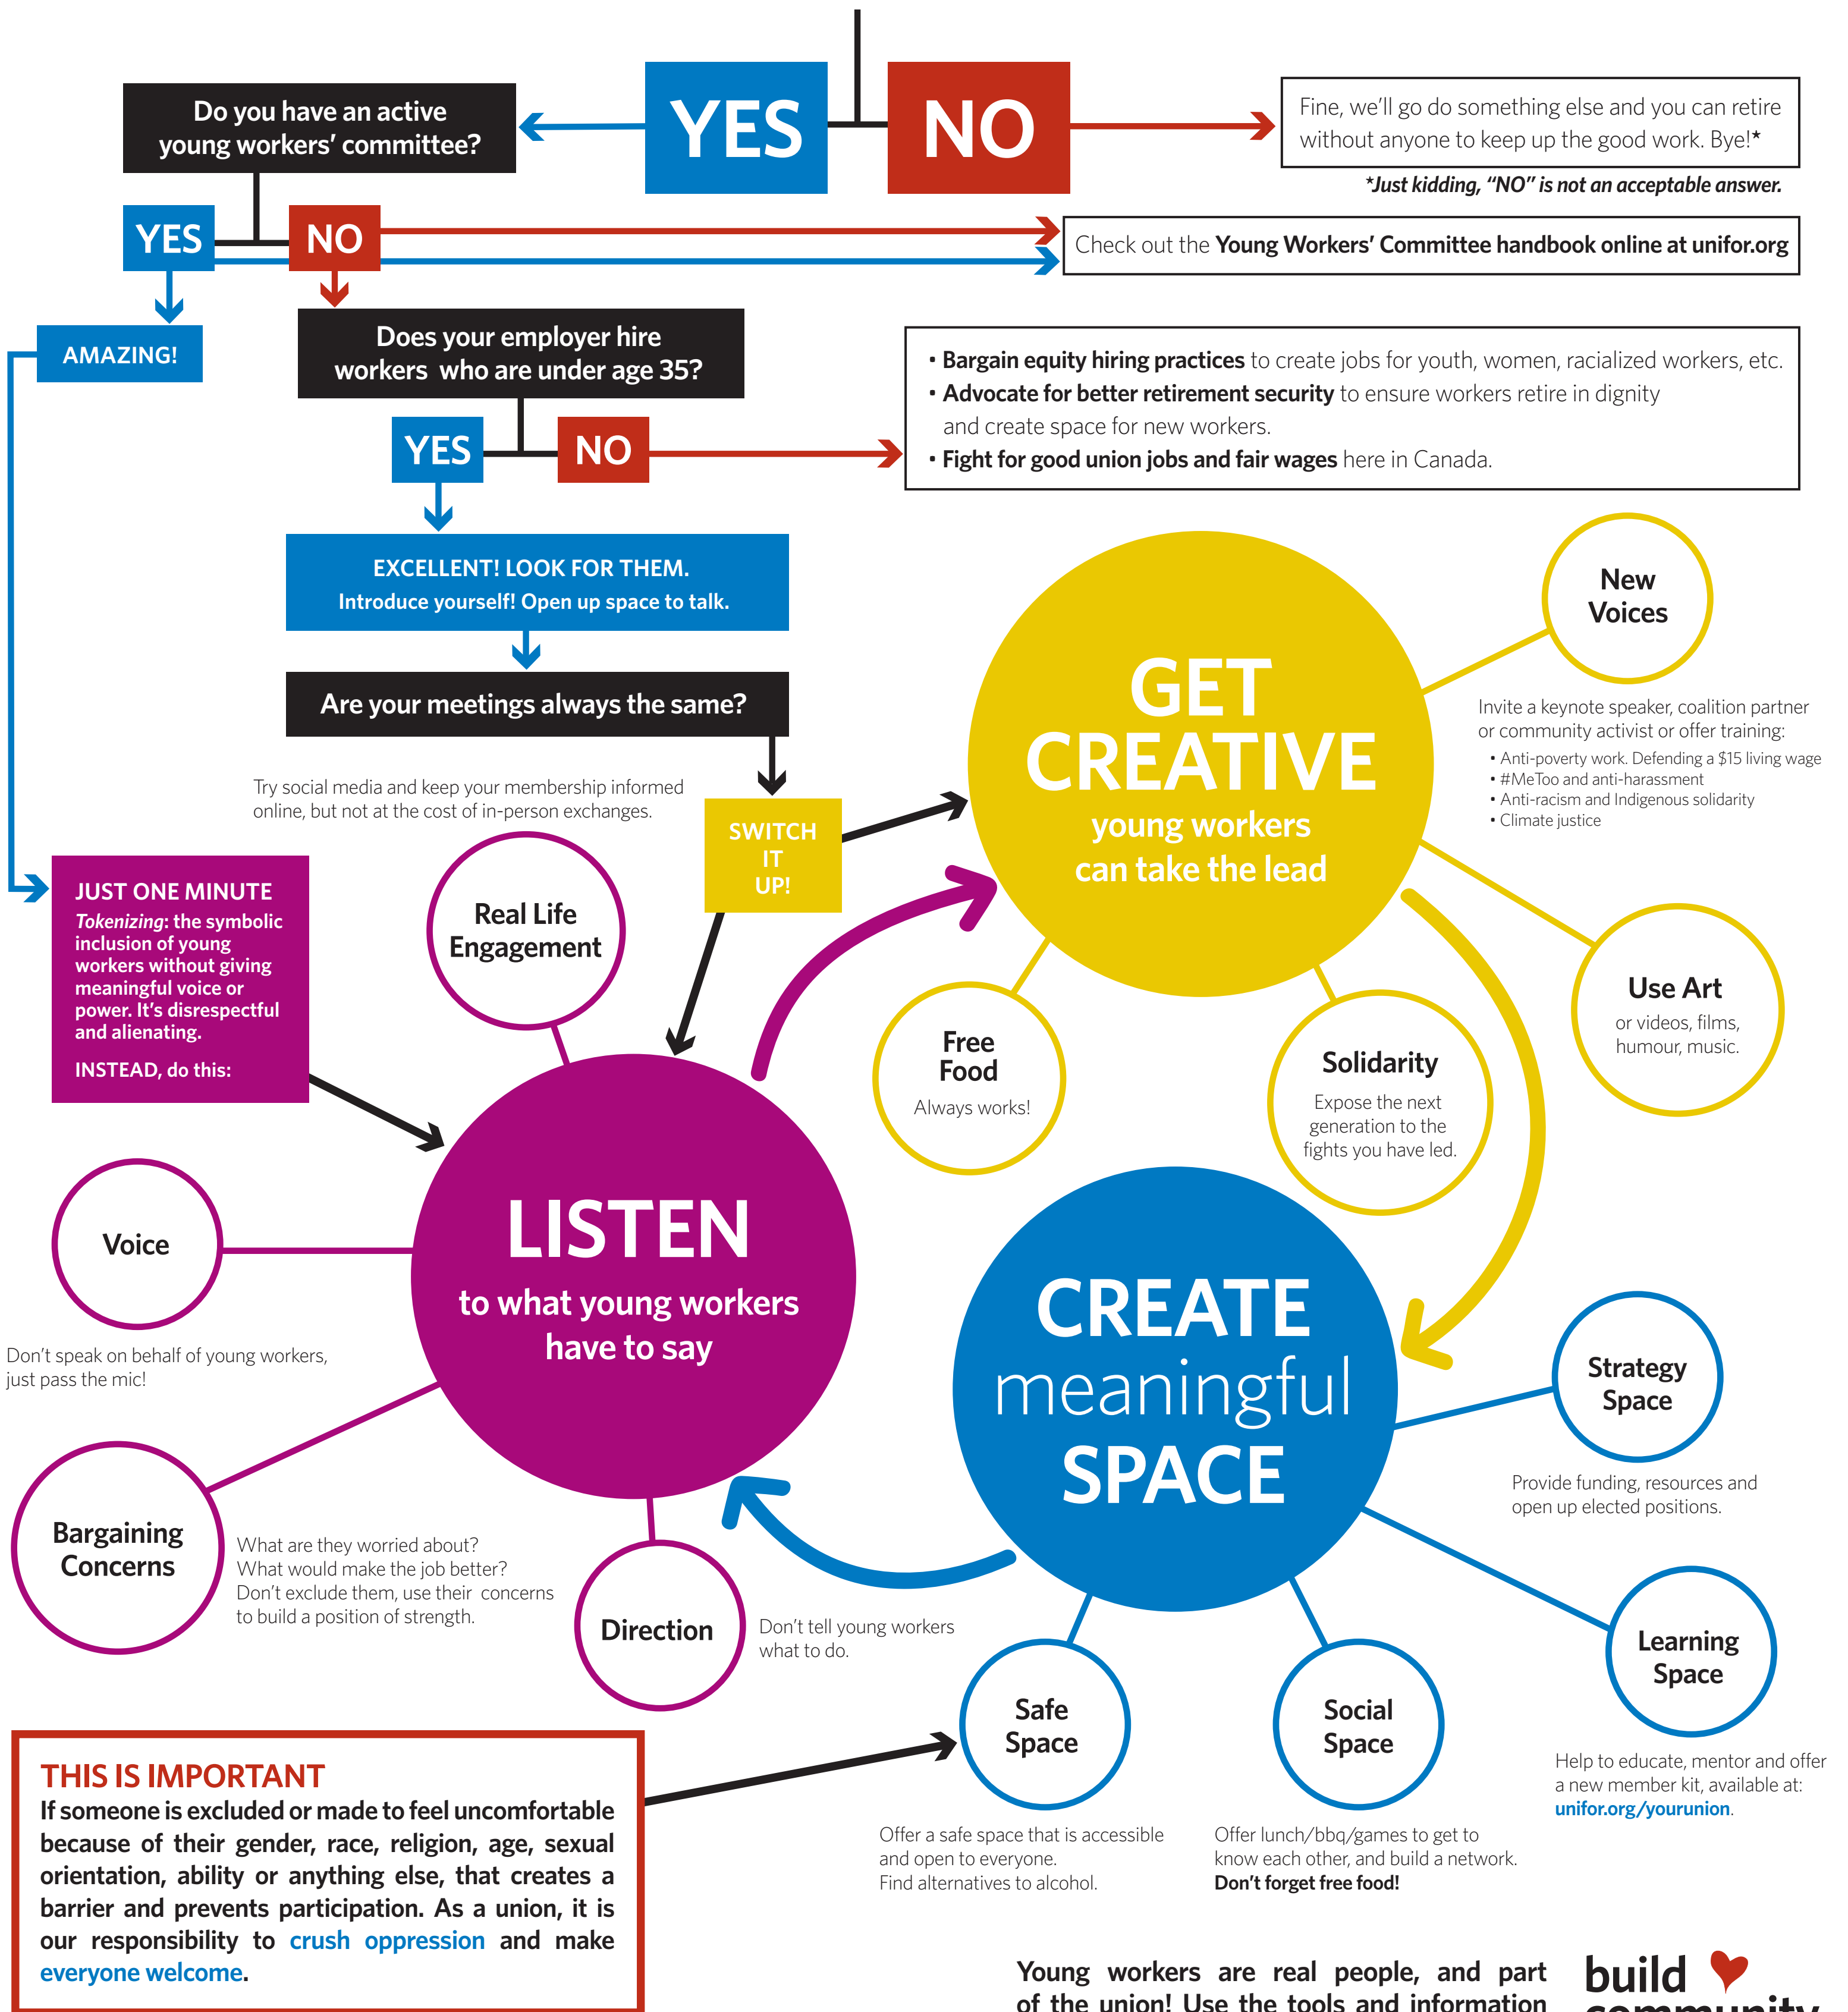 YES
NO
Fine, we'll go do something else and you can retire
without anyone to keep up the good work. Bye!*
*Just kidding, “NO” is not an acceptable answer.
Do you have an active
young workers' committee?
YES
NO
Check out the Young Workers' Committee handbook online at unifor.org
AMAZING!
Does your employer hire
workers who are under age 35?
YES
NO
• Bargain equity hiring practices to create jobs for youth, women, racialized workers, etc.
• Advocate for better retirement security to ensure workers retire in dignity
and create space for new workers.
• Fight for good union jobs and fair wages here in Canada.
EXCELLENT! LOOK FOR THEM.
Introduce yourself! Open up space to talk.
Are your meetings always the same?
SWITCH
IT
UP!
GET
CREATIVE
young workers
can take the lead
New
Voices
Invite a keynote speaker, coalition partner
or community activist or offer training:
• Anti-poverty work. Defending a $15 living wage
• #MeToo and anti-harassment
• Anti-racism and Indigenous solidarity
• Climate justice
Use Art
or videos, films,
humour, music.
Solidarity
Expose the next
generation to the
fights you have led.
Free
Food
Always works!
Try social media and keep your membership informed
online, but not at the cost of in-person exchanges.
Real Life
Engagement
JUST ONE MINUTE
Tokenizing: the symbolic
inclusion of young
workers without giving
meaningful voice or
power. It's disrespectful
and alienating.
INSTEAD, do this:
LISTEN
to what young workers
have to say
Voice
Don't speak on behalf of young workers,
just pass the mic!
Bargaining
Concerns
What are they worried about?
What would make the job better?
Don't exclude them, use their concerns
to build a position of strength.
Direction
Don't tell young workers
what to do.
CREATE
meaningful
SPACE
Strategy
Space
Provide funding, resources and
open up elected positions.
Learning
Space
Help to educate, mentor and offer
a new member kit, available at:
unifor.org/yourunion.
Social
Space
Offer lunch/bbq/games to get to
know each other, and build a network.
Don't forget free food!
Safe
Space
Offer a safe space that is accessible
and open to everyone.
Find alternatives to alcohol.
THIS IS IMPORTANT
If someone is excluded or made to feel uncomfortable
because of their gender, race, religion, age, sexual
orientation, ability or anything else, that creates a
barrier and prevents participation. As a union, it is
our responsibility to crush oppression and make
everyone welcome.
Young workers are real people, and part
of the union! Use the tools and information
build
community